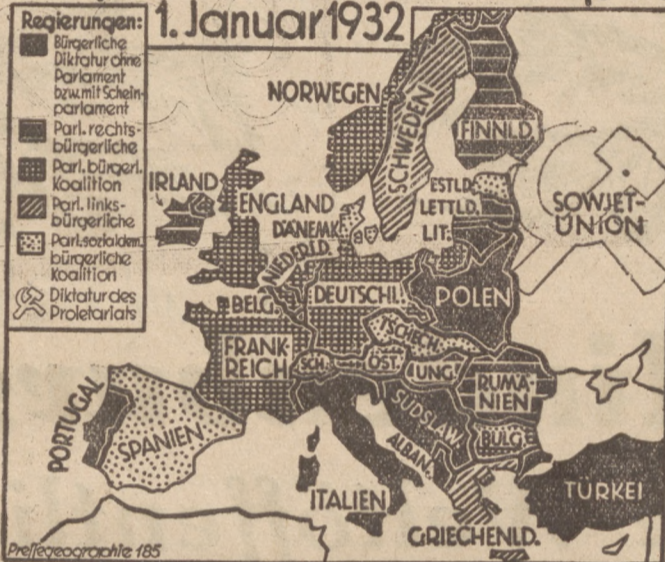 1. Januar 1932
Regierungen:
Bürgerliche
Diktatur ohne
Parlament
bzw. mit Schein-
parlament
Parl. rechts-
bürgerliche
Parl. bürgerl.
Koalition
Parl. links-
bürgerliche
Parl. sozialdem.
bürgerliche
Koalition
Diktatur des
Proletariats
NORWEGEN
SCHWEDEN
FINNLD.
IRLAND
ENGLAND
DÄNEMK.
ESTLD.
LETTLD.
LIT.
SOWJET-
UNION
NIEDERLD.
BELG.
DEUTSCHL.
POLEN
TSCHECH.
FRANK-
REICH
SCH.
ÖST.
UNG.
RUMÄ-
NIEN
PORTUGAL
SPANIEN
SÜDSLAW.
BULG.
ALBAN.
ITALIEN
TÜRKEI
GRIECHENLD.
Pressegeographie 185